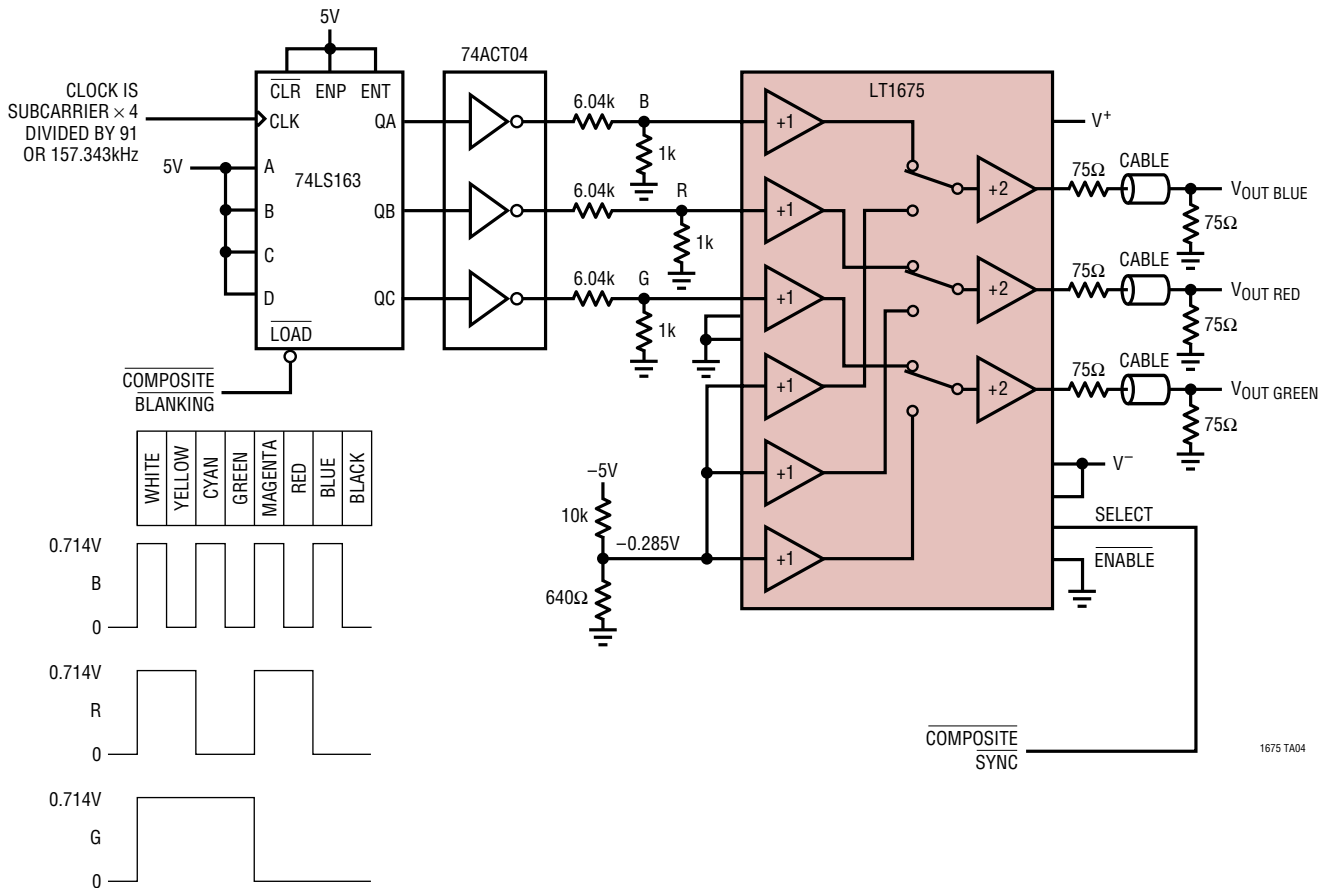 5V
74ACT04
CLOCK IS
SUBCARRIER × 4
DIVIDED BY 91
OR 157.343kHz
CLR ENP ENT
CLK
QA
5V
A
74LS163
B
QB
C
D
QC
LOAD
COMPOSITE
BLANKING
6.04k
B
1k
6.04k
R
1k
6.04k
G
1k
LT1675
+1
+1
+1
+1
+1
+1
+2
+2
+2
V+
75Ω
CABLE
VOUT BLUE
75Ω
75Ω
CABLE
VOUT RED
75Ω
75Ω
CABLE
VOUT GREEN
75Ω
V–
SELECT
ENABLE
–5V
10k
–0.285V
640Ω
COMPOSITE
SYNC
WHITE
YELLOW
CYAN
GREEN
MAGENTA
RED
BLUE
BLACK
0.714V
B
0
0.714V
R
0
0.714V
G
0
1675 TA04